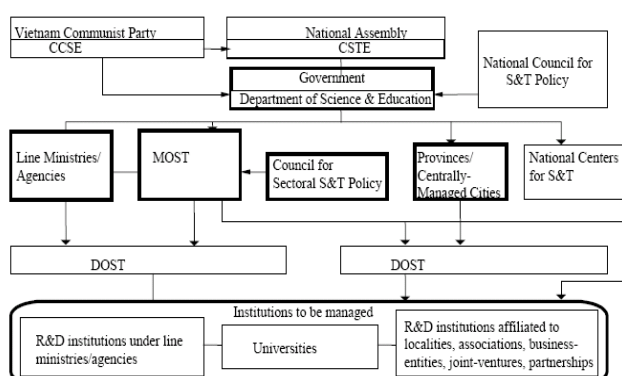 Vietnam Communist Party
CCSE
National Assembly
CSTE
National Council for
S&T Policy
Government
Department of Science & Education
Line Ministries/
Agencies
MOST
Council for
Sectoral S&T Policy
Provinces/
Centrally-
Managed Cities
National Centers
for S&T
DOST
DOST
Institutions to be managed
R&D institutions under line
ministries/agencies
Universities
R&D institutions affiliated to
localities, associations, business-
entities, joint-ventures, partnerships